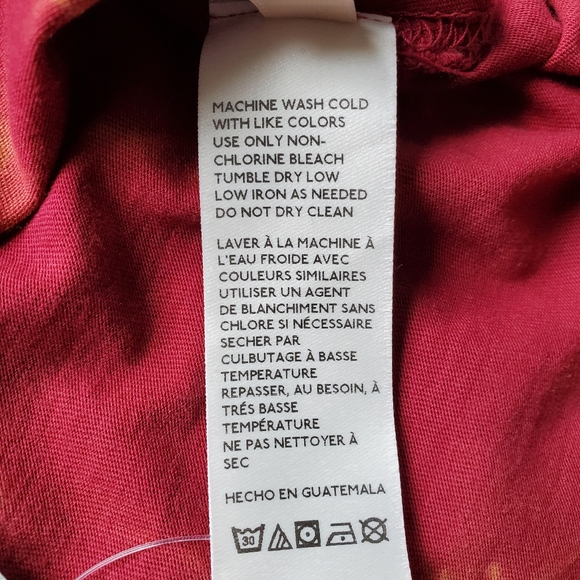 MACHINE WASH COLD
WITH LIKE COLORS
USE ONLY NON-
CHLORINE BLEACH
TUMBLE DRY LOW
LOW IRON AS NEEDED
DO NOT DRY CLEAN
LAVER À LA MACHINE À
L'EAU FROIDE AVEC
COULEURS SIMILAIRES
UTILISER UN AGENT
DE BLANCHIMENT SANS
CHLORE SI NÉCESSAIRE
SECHER PAR
CULBUTAGE À BASSE
TEMPERATURE
REPASSER, AU BESOIN, À
TRÉS BASSE
TEMPÉRATURE
NE PAS NETTOYER À
SEC
HECHO EN GUATEMALA
30